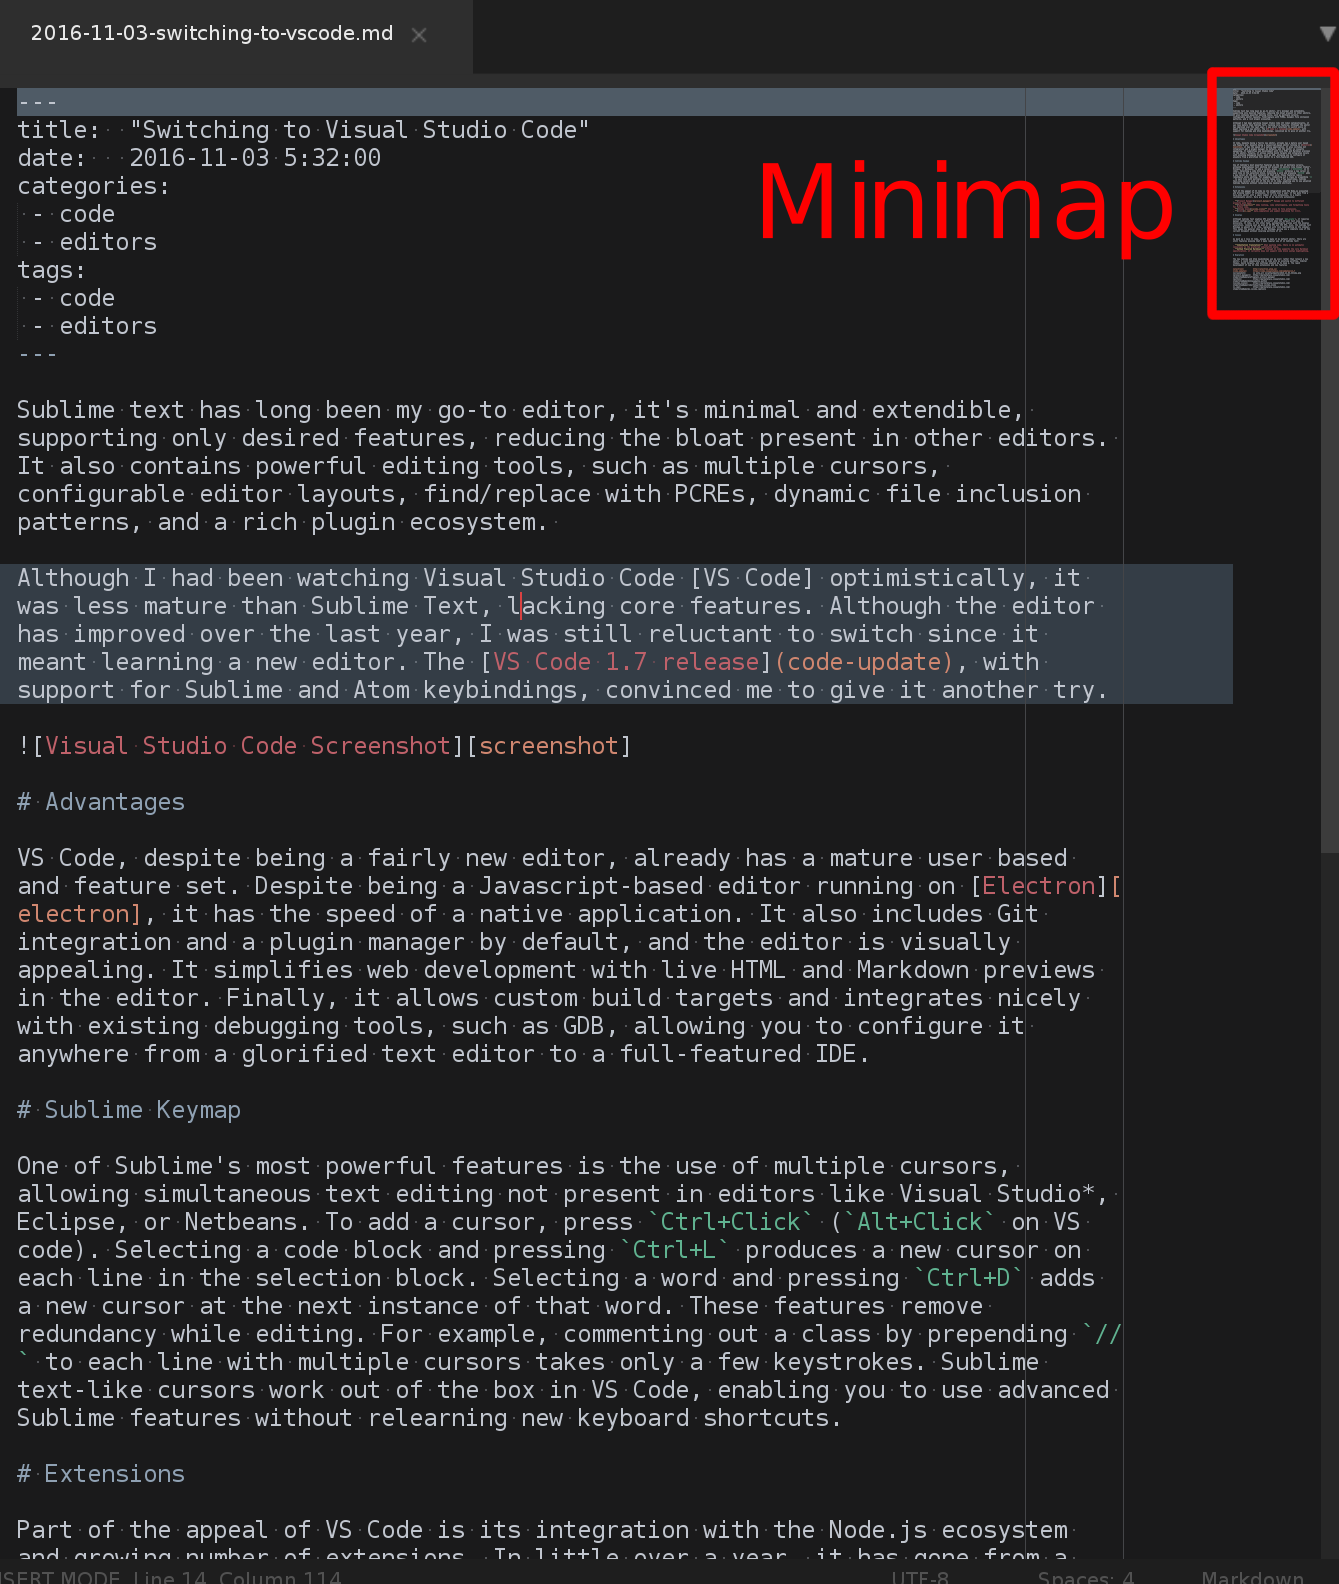 2016-11-03-switching-to-vscode.md
---
title: "Switching to Visual Studio Code"
date: 2016-11-03 5:32:00
categories:
- code
- editors
tags:
- code
- editors
---
Minimap
Sublime text has long been my go-to editor, it's minimal and extendible,
supporting only desired features, reducing the bloat present in other editors.
It also contains powerful editing tools, such as multiple cursors,
configurable editor layouts, find/replace with PCREs, dynamic file inclusion
patterns, and a rich plugin ecosystem.
Although I had been watching Visual Studio Code [VS Code] optimistically, it
was less mature than Sublime Text, lacking core features. Although the editor
has improved over the last year, I was still reluctant to switch since it
meant learning a new editor. The [VS Code 1.7 release](code-update), with
support for Sublime and Atom keybindings, convinced me to give it another try.
![Visual Studio Code Screenshot][screenshot]
# Advantages
VS Code, despite being a fairly new editor, already has a mature user based
and feature set. Despite being a Javascript-based editor running on [Electron][
electron], it has the speed of a native application. It also includes Git
integration and a plugin manager by default, and the editor is visually
appealing. It simplifies web development with live HTML and Markdown previews
in the editor. Finally, it allows custom build targets and integrates nicely
with existing debugging tools, such as GDB, allowing you to configure it
anywhere from a glorified text editor to a full-featured IDE.
# Sublime Keymap
One of Sublime's most powerful features is the use of multiple cursors,
allowing simultaneous text editing not present in editors like Visual Studio*,
Eclipse, or Netbeans. To add a cursor, press `Ctrl+Click` (`Alt+Click` on VS
code). Selecting a code block and pressing `Ctrl+L` produces a new cursor on
each line in the selection block. Selecting a word and pressing `Ctrl+D` adds
a new cursor at the next instance of that word. These features remove
redundancy while editing. For example, commenting out a class by prepending `//
` to each line with multiple cursors takes only a few keystrokes. Sublime
text-like cursors work out of the box in VS Code, enabling you to use advanced
Sublime features without relearning new keyboard shortcuts.
# Extensions
Part of the appeal of VS Code is its integration with the Node.js ecosystem
and growing number of extensions. In little over a year, it has gone from a
SERT MODE, Line 14, Column 114 UTF-8 Spaces: 4 Markdown